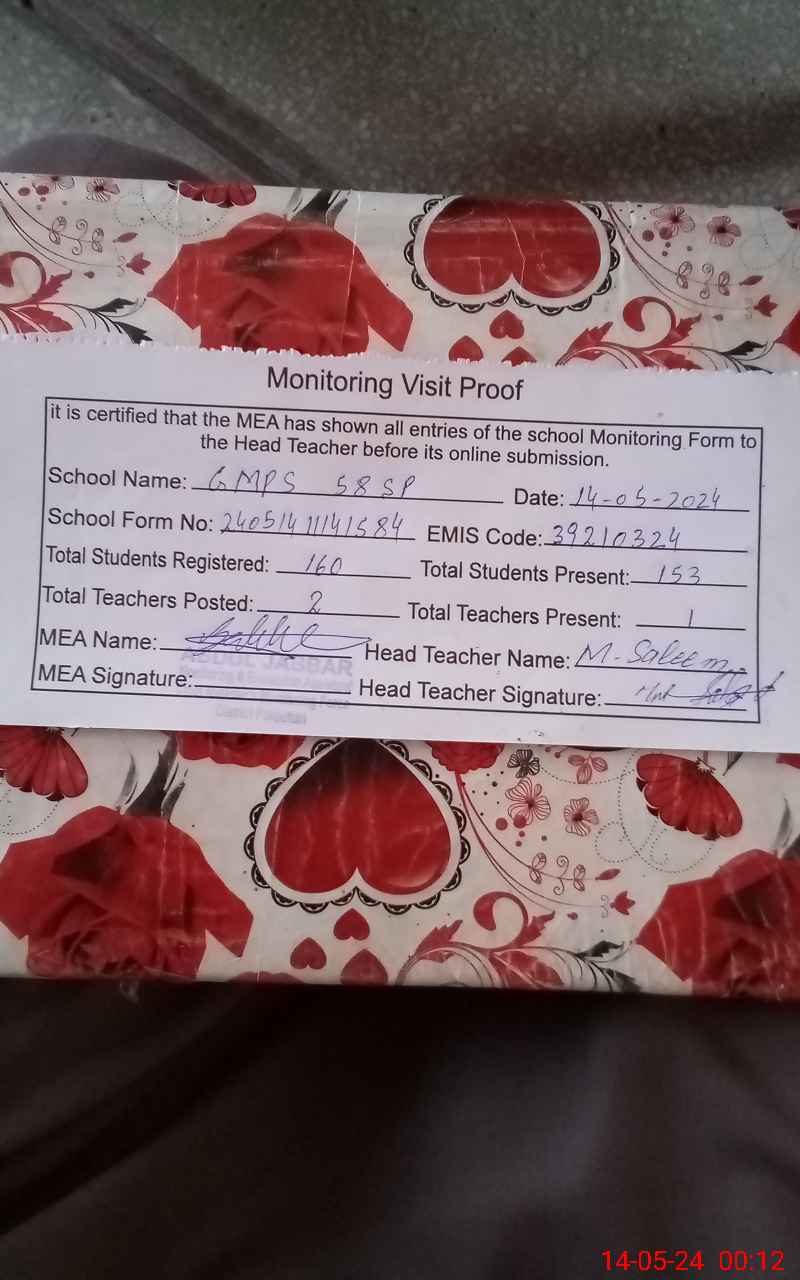 Monitoring Visit Proof
it is certified that the MEA has shown all entries of the school Monitoring Form to
the Head Teacher before its online submission.
School Name: GMPS 58 SP Date: 14-05-2024
School Form No: 24051411141584 EMIS Code: 39210324
Total Students Registered: 160 Total Students Present: 153
Total Teachers Posted: 2 Total Teachers Present: 1
MEA Name: Head Teacher Name: M. Saleem
ABDUL JABBAR
MEA Signature: Head Teacher Signature:
Monitoring Force
District
14-05-24 00:12